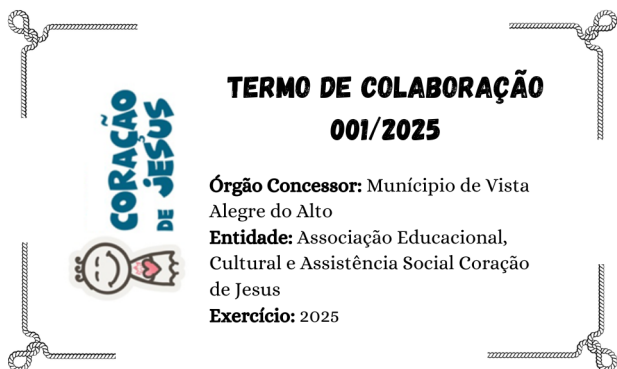 CORAÇÃO
DE JESUS
TERMO DE COLABORAÇÃO
001/2025
Órgão Concessor: Munícipio de Vista
Alegre do Alto
Entidade: Associação Educacional,
Cultural e Assistência Social Coração
de Jesus
Exercício: 2025